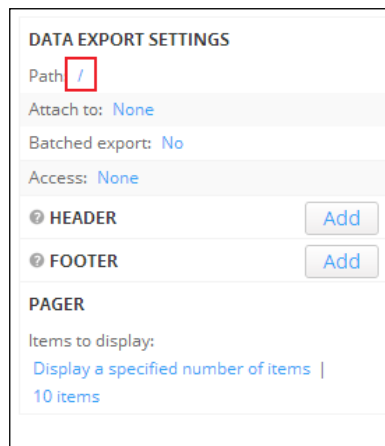 DATA EXPORT SETTINGS
Path: /
Attach to: None
Batched export: No
Access: None
HEADER Add
FOOTER Add
PAGER
Items to display:
Display a specified number of items |
10 items